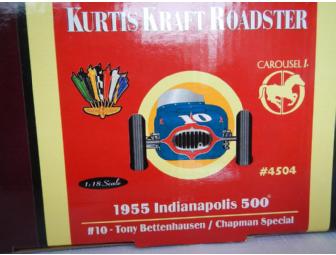 KURTIS KRAFT ROADSTER
CAROUSEL 1
10
1:18 Scale
#4504
1955 Indianapolis 500®
#10 - Tony Bettenhausen / Chapman Special